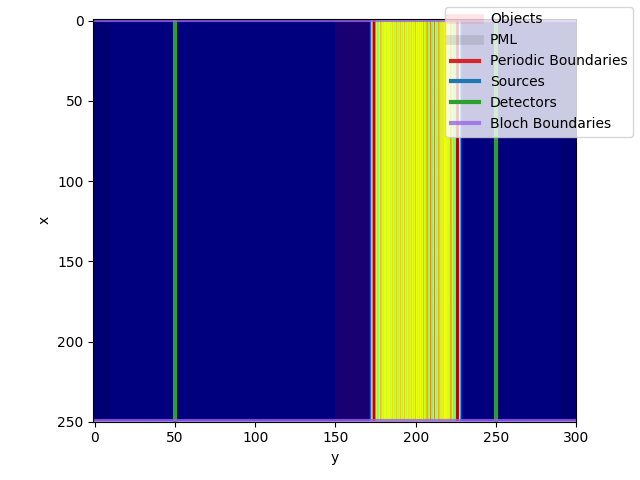 Objects
PML
Periodic Boundaries
Sources
Detectors
Bloch Boundaries
0
50
100
150
200
250
x
0 50 100 150 200 250 300
y